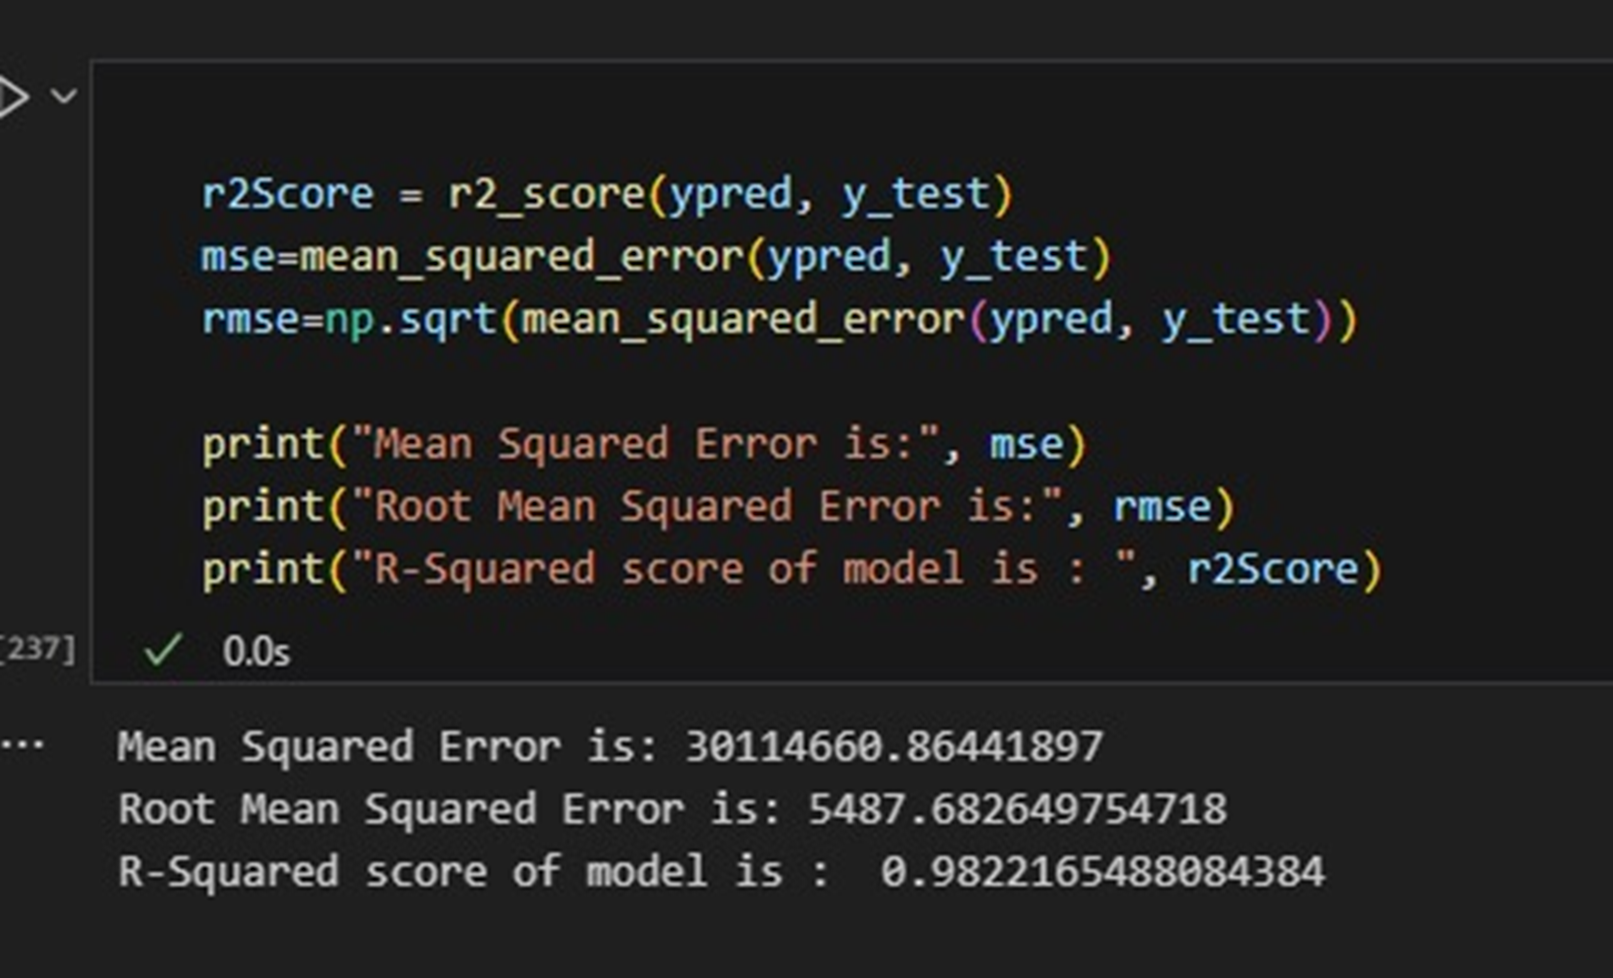 r2Score = r2_score(ypred, y_test)
mse=mean_squared_error(ypred, y_test)
rmse=np.sqrt(mean_squared_error(ypred, y_test))
print("Mean Squared Error is:", mse)
print("Root Mean Squared Error is:", rmse)
print("R-Squared score of model is : ", r2Score)
[237] 0.0s
... Mean Squared Error is: 30114660.86441897
Root Mean Squared Error is: 5487.682649754718
R-Squared score of model is :  0.9822165488084384